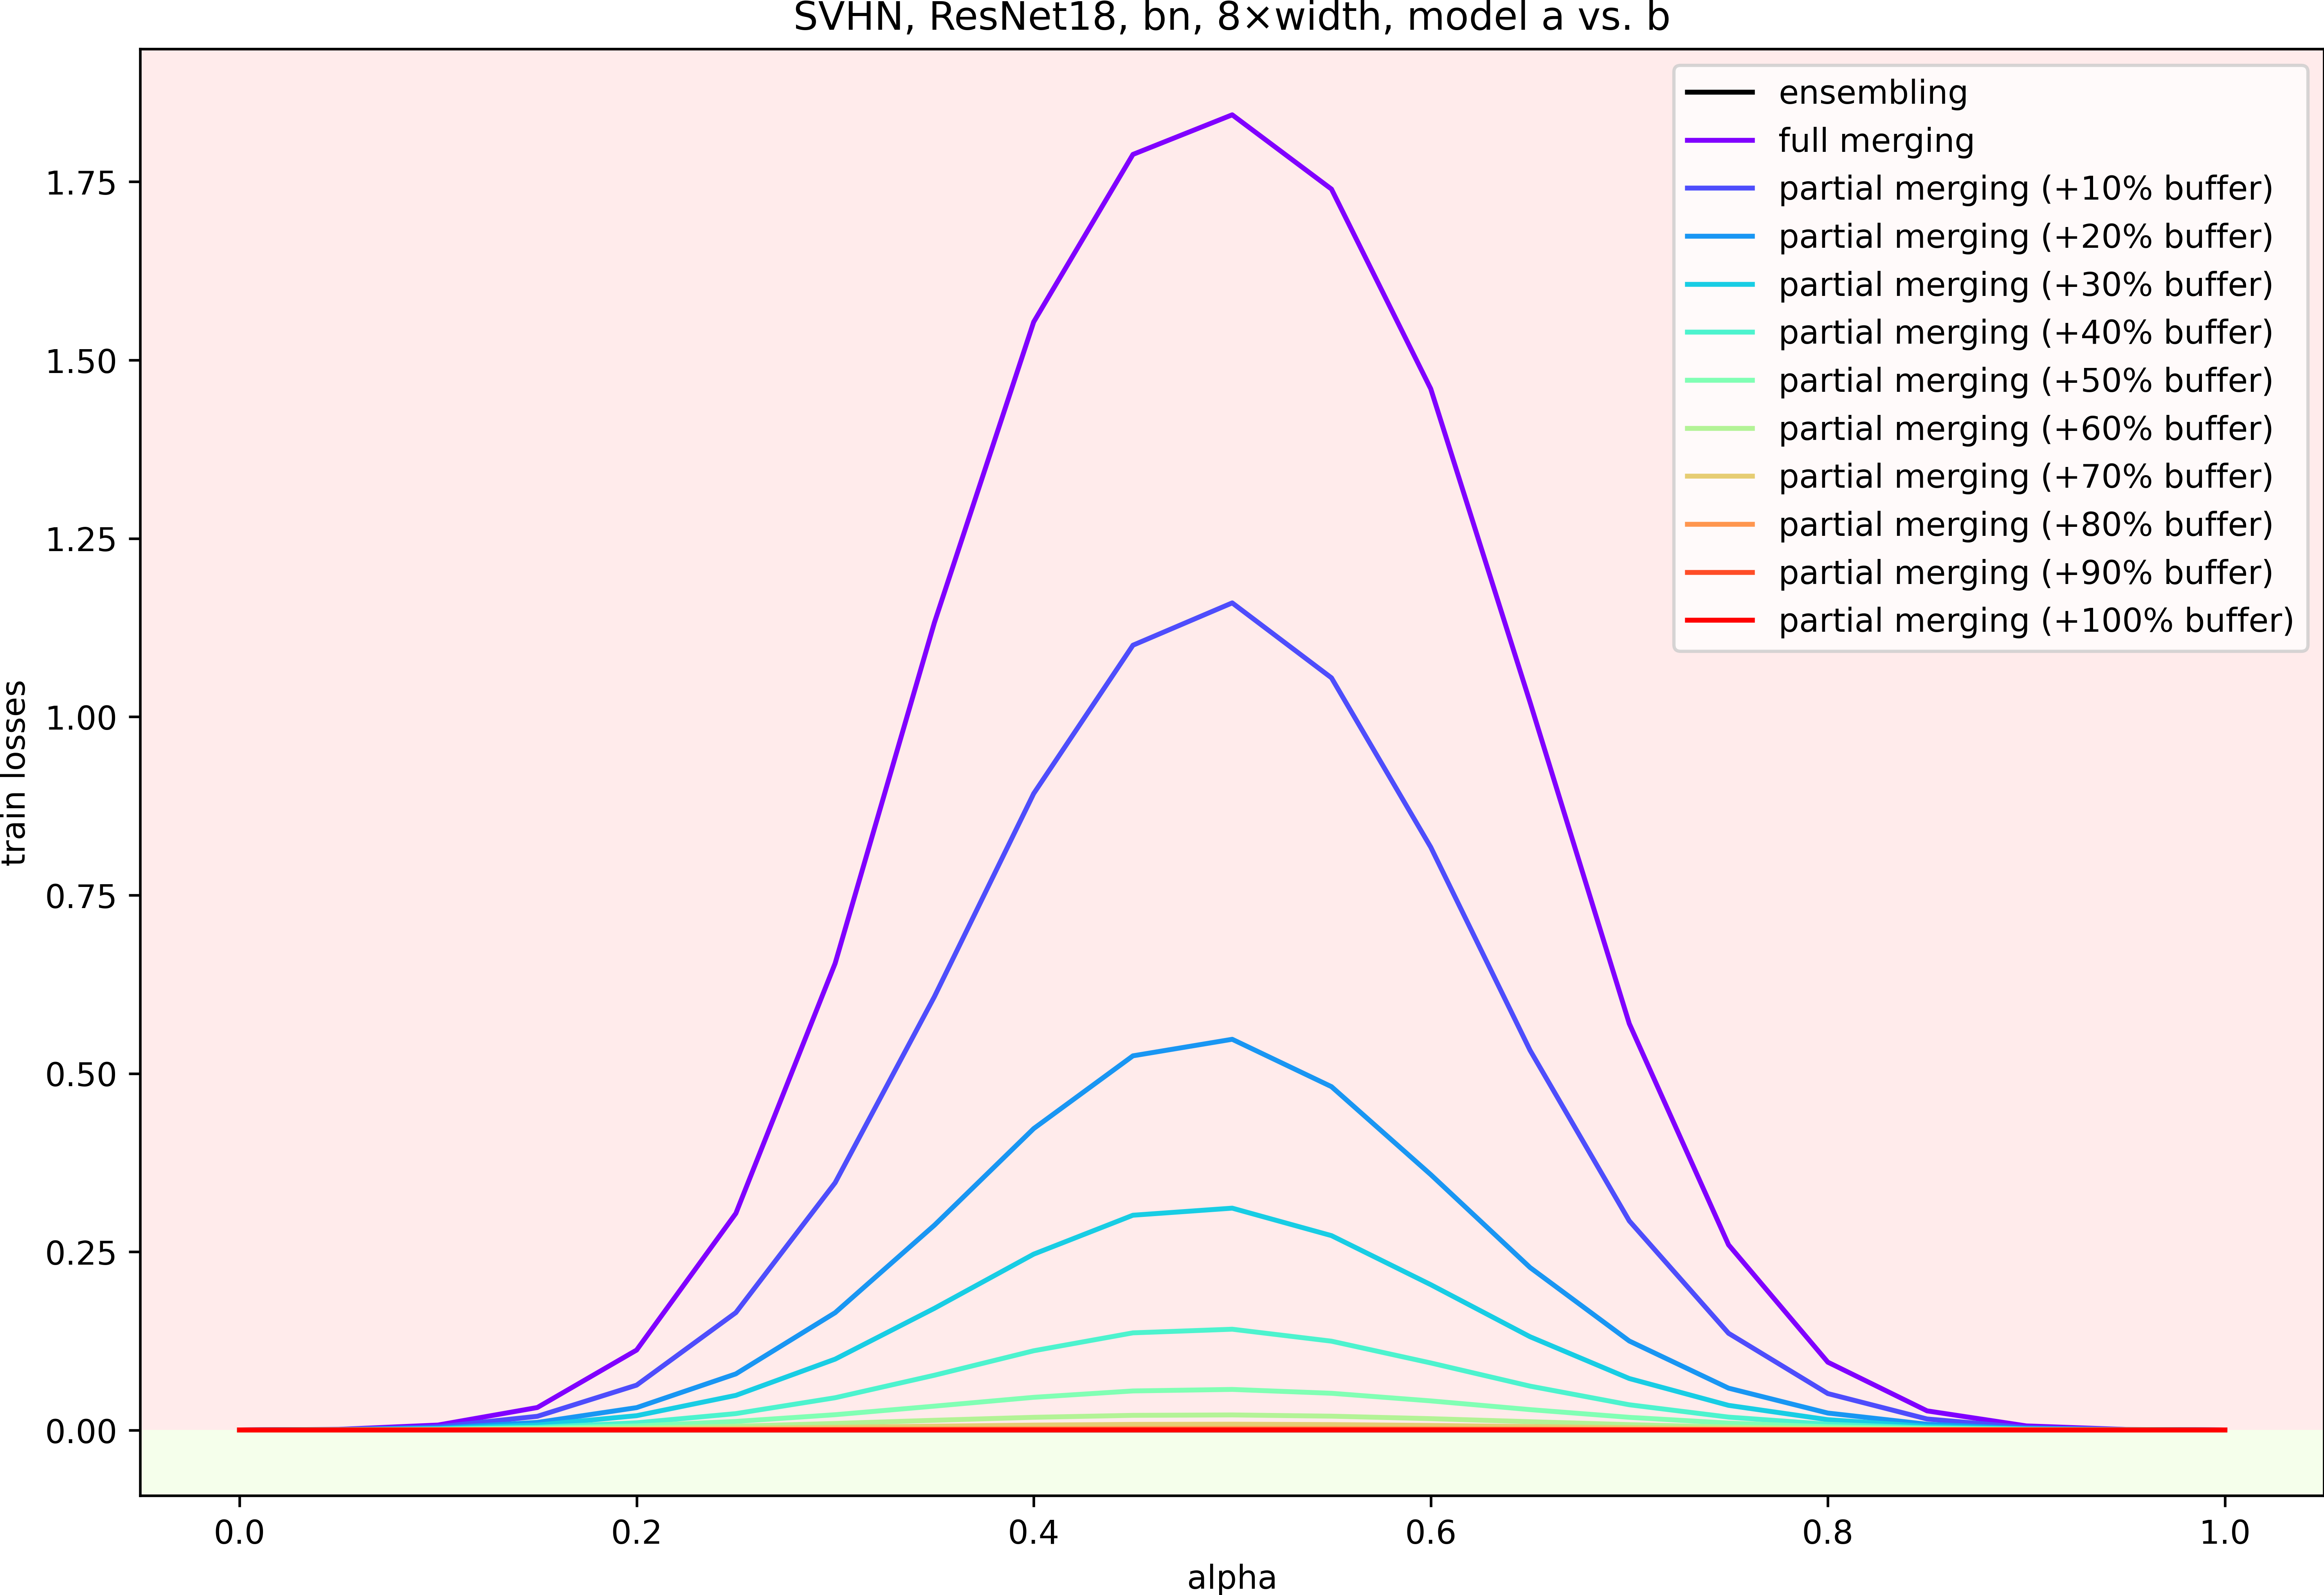 SVHN, ResNet18, bn, 8×width, model a vs. b
ensembling
full merging
partial merging (+10% buffer)
partial merging (+20% buffer)
partial merging (+30% buffer)
partial merging (+40% buffer)
partial merging (+50% buffer)
partial merging (+60% buffer)
partial merging (+70% buffer)
partial merging (+80% buffer)
partial merging (+90% buffer)
partial merging (+100% buffer)
train losses
1.75
1.50
1.25
1.00
0.75
0.50
0.25
0.00
0.0 0.2 0.4 0.6 0.8 1.0
alpha